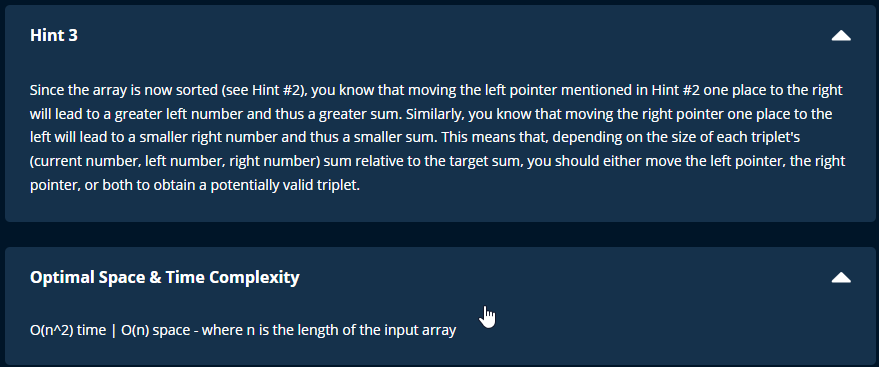 Hint 3
Since the array is now sorted (see Hint #2), you know that moving the left pointer mentioned in Hint #2 one place to the right
will lead to a greater left number and thus a greater sum. Similarly, you know that moving the right pointer one place to the
left will lead to a smaller right number and thus a smaller sum. This means that, depending on the size of each triplet's
(current number, left number, right number) sum relative to the target sum, you should either move the left pointer, the right
pointer, or both to obtain a potentially valid triplet.
Optimal Space & Time Complexity
O(n^2) time | O(n) space - where n is the length of the input array